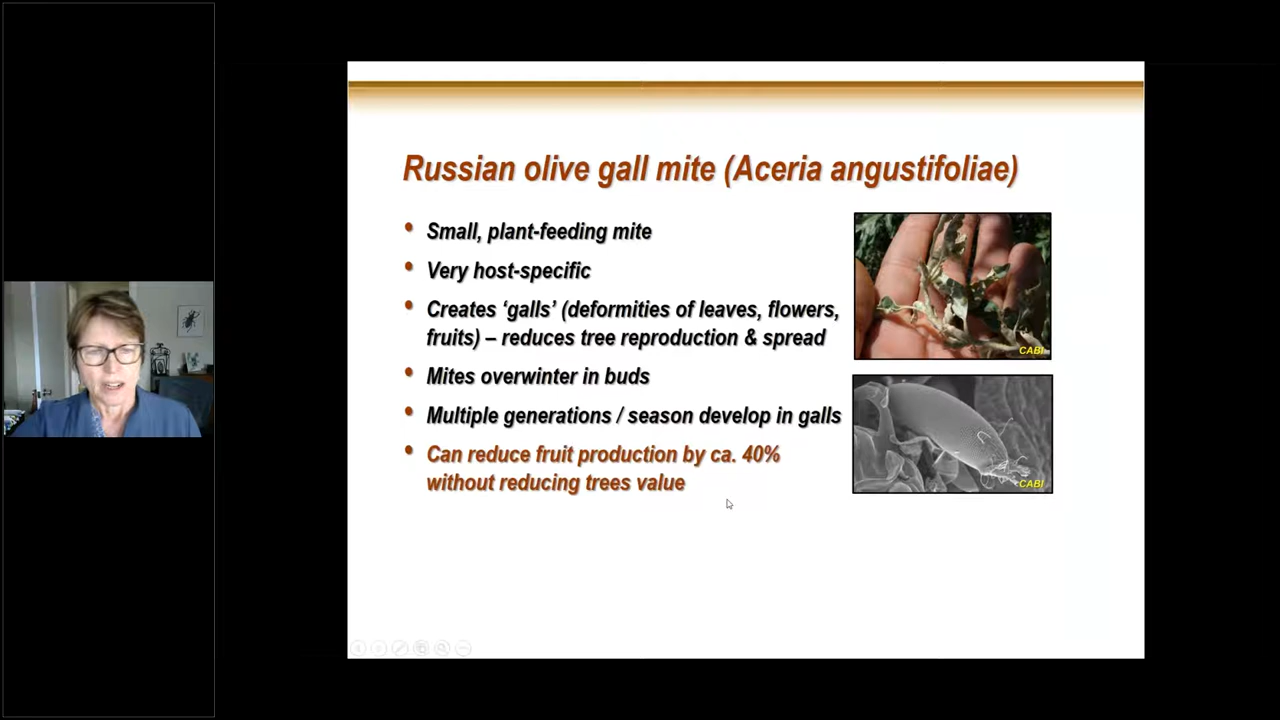 Russian olive gall mite (Aceria angustifoliae)
• Small, plant-feeding mite
• Very host-specific
• Creates ‘galls’ (deformities of leaves, flowers,
fruits) – reduces tree reproduction & spread
• Mites overwinter in buds
• Multiple generations / season develop in galls
• Can reduce fruit production by ca. 40%
without reducing trees value
CABI
CABI